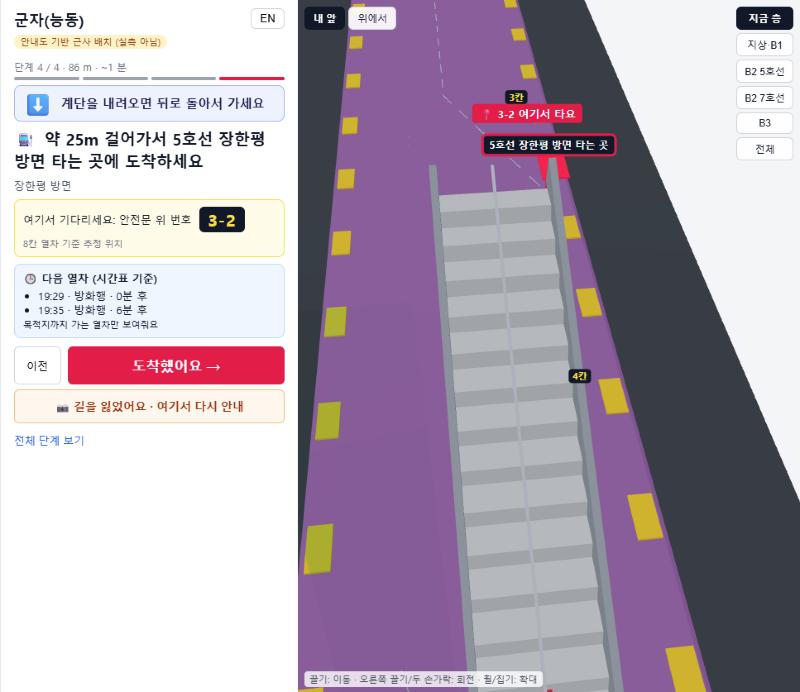 군자(능동)
EN
안내도 기반 근사 배치 (실측 아님)
단계 4 / 4 · 86 m · ~1 분
계단을 내려오면 뒤로 돌아서 가세요
약 25m 걸어가서 5호선 장한평
방면 타는 곳에 도착하세요
장한평 방면
여기서 기다리세요: 안전문 위 번호 3-2
8칸 열차 기준 추정 위치
다음 열차 (시간표 기준)
• 19:29 · 방화행 · 0분 후
• 19:35 · 방화행 · 6분 후
목적지까지 가는 열차만 보여줘요
이전
도착했어요 →
길을 잃었어요 · 여기서 다시 안내
전체 단계 보기
내 앞
위에서
3칸
3-2 여기서 타요
5호선 장한평 방면 타는 곳
4칸
끌기: 이동 · 오른쪽 끌기/두 손가락: 회전 · 휠/집기: 확대
지금 층
지상·B1
B2 5호선
B2 7호선
B3
전체